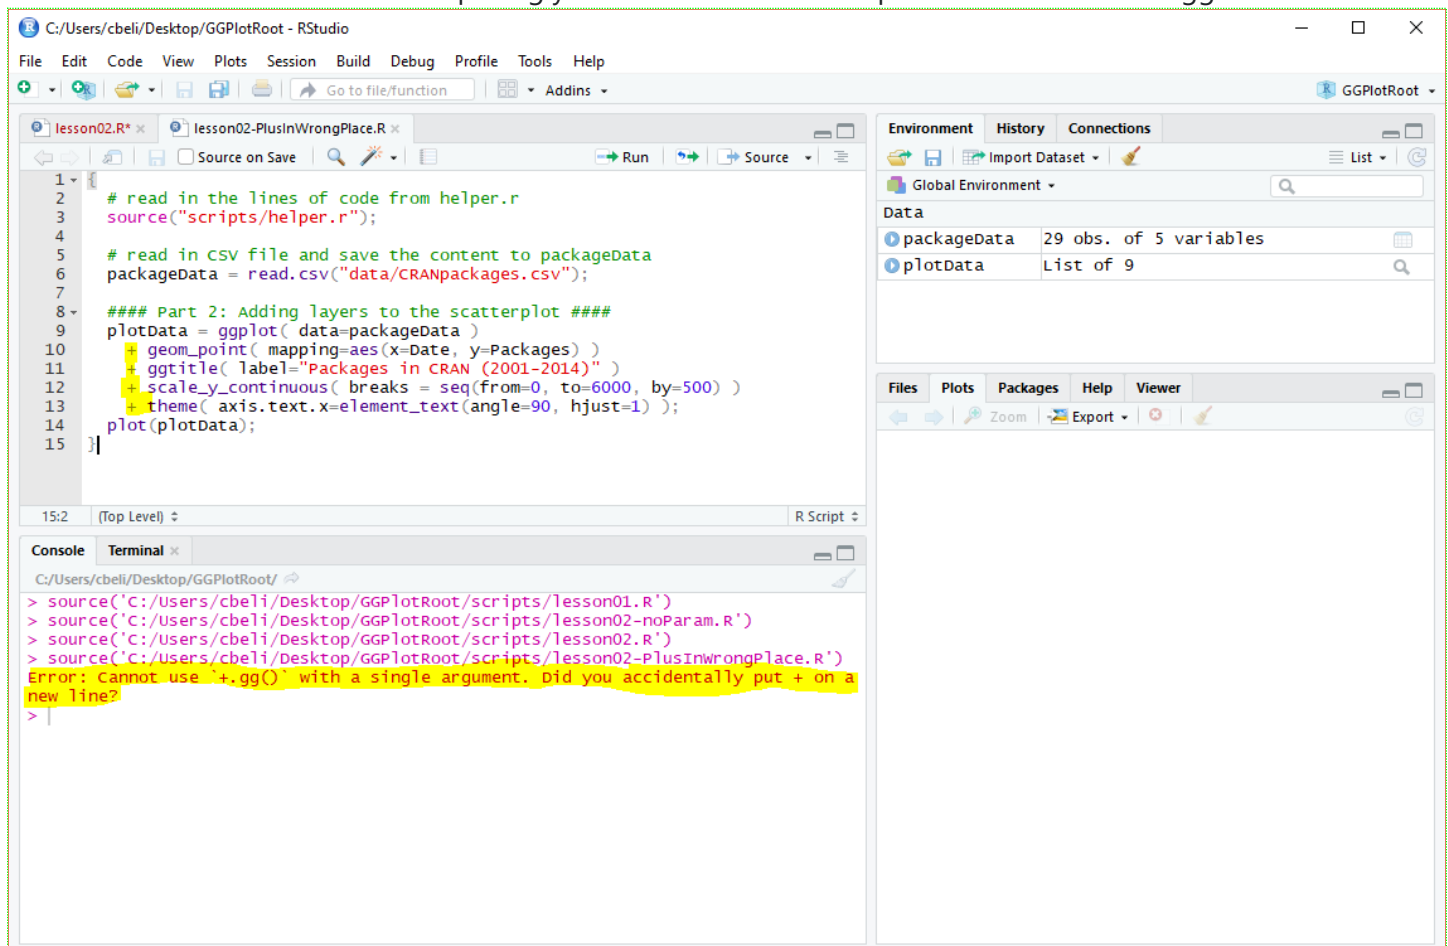 C:/Users/cbeli/Desktop/GGPlotRoot - RStudio
File Edit Code View Plots Session Build Debug Profile Tools Help
Go to file/function Addins GGPlotRoot
lesson02.R* lesson02-PlusInWrongPlace.R
Source on Save Run Source
1 {
2 # read in the lines of code from helper.r
3 source("scripts/helper.r");
4
5 # read in CSV file and save the content to packageData
6 packageData = read.csv("data/CRANpackages.csv");
7
8 #### Part 2: Adding layers to the scatterplot ####
9 plotData = ggplot( data=packageData )
10 + geom_point( mapping=aes(x=Date, y=Packages) )
11 + ggtitle( label="Packages in CRAN (2001-2014)" )
12 + scale_y_continuous( breaks = seq(from=0, to=6000, by=500) )
13 + theme( axis.text.x=element_text(angle=90, hjust=1) );
14 plot(plotData);
15 }
15:2 (Top Level) R Script
Console Terminal
C:/Users/cbeli/Desktop/GGPlotRoot/
> source('C:/Users/cbeli/Desktop/GGPlotRoot/scripts/lesson01.R')
> source('C:/Users/cbeli/Desktop/GGPlotRoot/scripts/lesson02-noParam.R')
> source('C:/Users/cbeli/Desktop/GGPlotRoot/scripts/lesson02.R')
> source('C:/Users/cbeli/Desktop/GGPlotRoot/scripts/lesson02-PlusInWrongPlace.R')
Error: Cannot use `+.gg()` with a single argument. Did you accidentally put + on a
new line?
>
Environment History Connections
Import Dataset List
Global Environment
Data
packageData 29 obs. of 5 variables
plotData List of 9
Files Plots Packages Help Viewer
Zoom Export